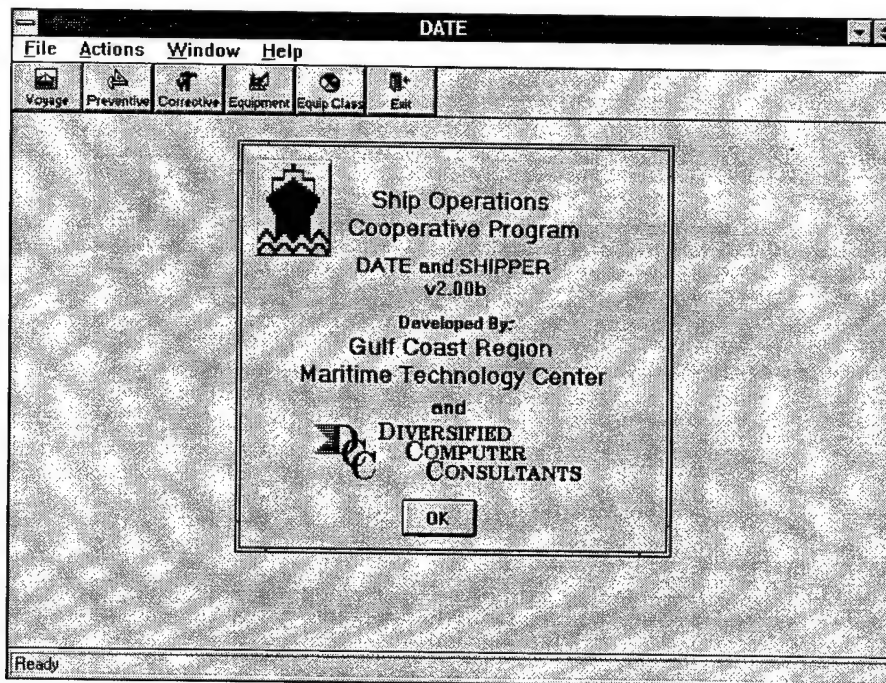 DATE
File Actions Window Help
Voyage Preventive Corrective Equipment Equip Class Exit
Ship Operations
Cooperative Program
DATE and SHIPPER
v2.00b
Developed By:
Gulf Coast Region
Maritime Technology Center
and
DCC DIVERSIFIED
COMPUTER
CONSULTANTS
OK
Ready